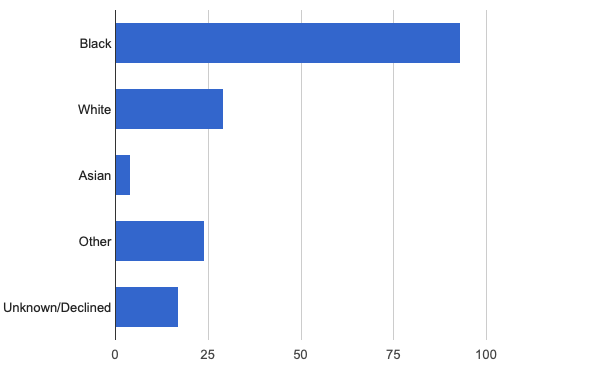 Black
White
Asian
Other
Unknown/Declined
0 25 50 75 100